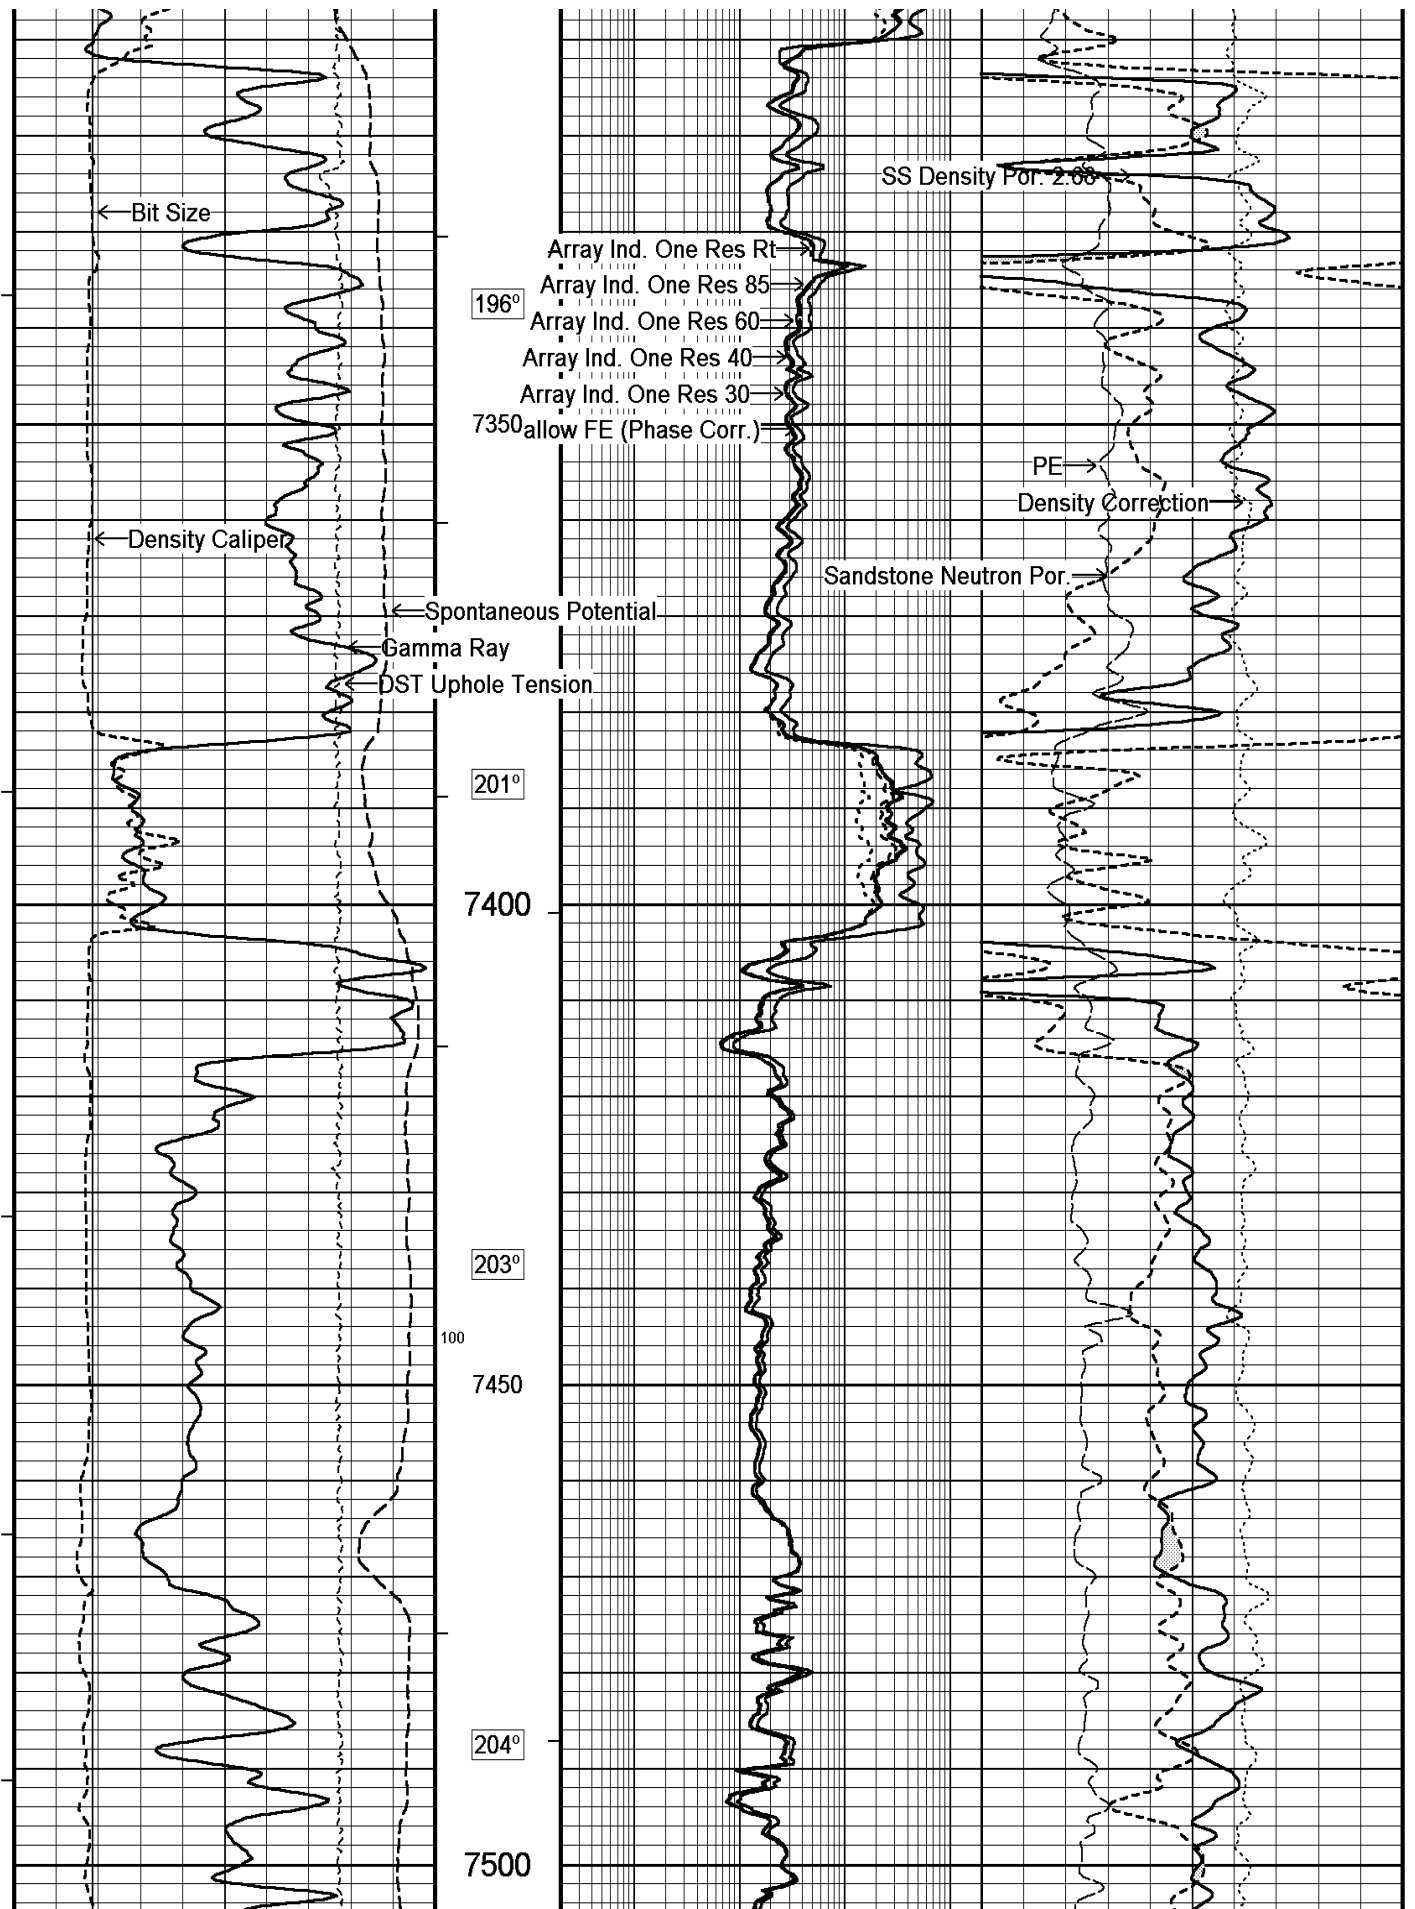 SS Density Por. 2.68
Bit Size
Array Ind. One Res Rt
Array Ind. One Res 85
196°
Array Ind. One Res 60
Array Ind. One Res 40
Array Ind. One Res 30
7350
allow FE (Phase Corr.)
PE
Density Correction
Density Caliper
Sandstone Neutron Por.
Spontaneous Potential
Gamma Ray
DST Uphole Tension
201°
7400
203°
100
7450
204°
7500